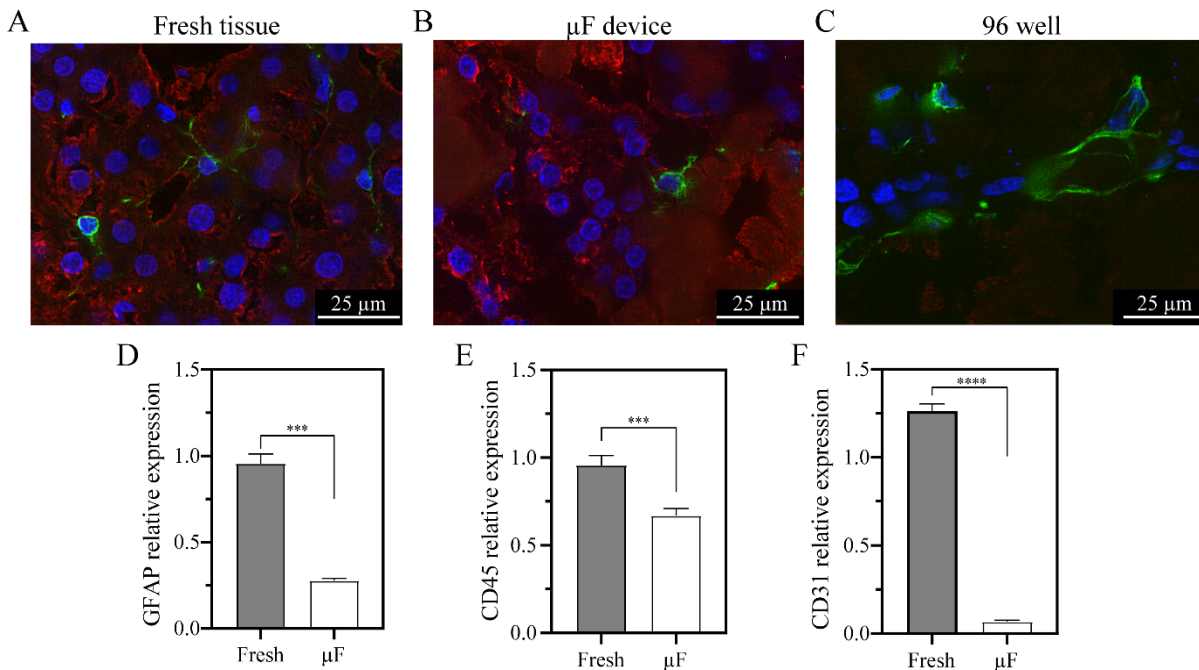 A Fresh tissue
B µF device
C 96 well
25 µm
25 µm
25 µm
D
GFAP relative expression
1.5
1.0
0.5
0.0
***
Fresh µF
E
CD45 relative expression
1.5
1.0
0.5
0.0
***
Fresh µF
F
CD31 relative expression
1.5
1.0
0.5
0.0
****
Fresh µF